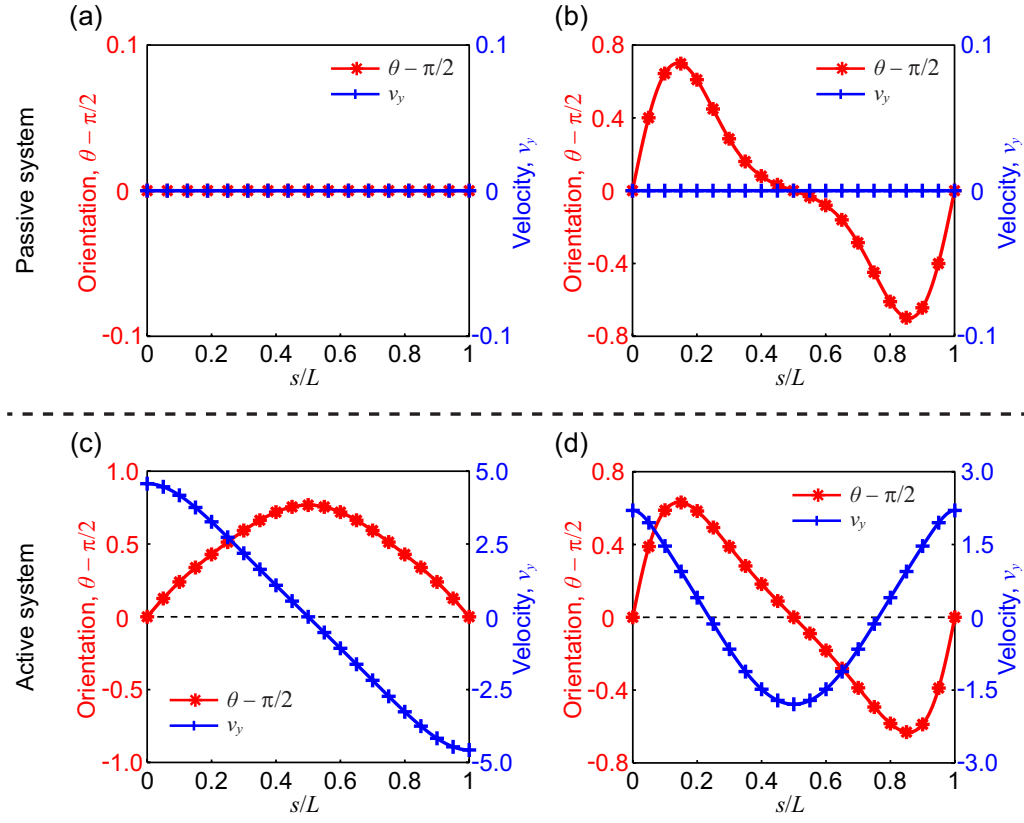 (a)
0.1
0
-0.1
Orientation, θ − π/2
0.1
0
-0.1
Velocity, v_y
θ − π/2
v_y
0 0.2 0.4 0.6 0.8 1
s/L
(b)
0.8
0.4
0
-0.4
-0.8
Orientation, θ − π/2
0.1
0
-0.1
Velocity, v_y
θ − π/2
v_y
0 0.2 0.4 0.6 0.8 1
s/L
Passive system
(c)
1.0
0.5
0
-0.5
-1.0
Orientation, θ − π/2
5.0
2.5
0
-2.5
-5.0
Velocity, v_y
θ − π/2
v_y
0 0.2 0.4 0.6 0.8 1
s/L
(d)
0.8
0.4
0
-0.4
-0.8
Orientation, θ − π/2
3.0
1.5
0
-1.5
-3.0
Velocity, v_y
θ − π/2
v_y
0 0.2 0.4 0.6 0.8 1
s/L
Active system